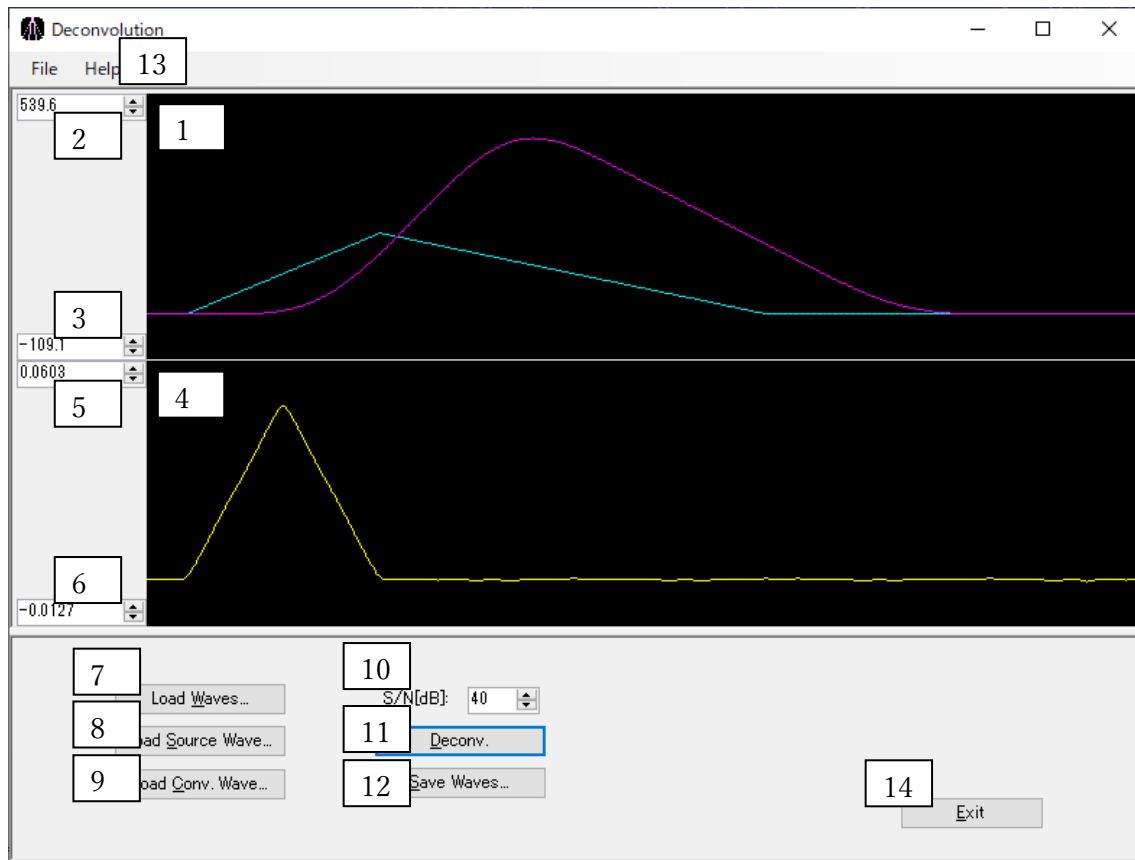 Deconvolution
File Help 13
539.6
2 1
3
-109.1
0.0603
5 4
6
-0.0127
7 10
Load Waves... S/N[dB]: 40
8 11
oad Source Wave... Deconv.
9 12
oad Conv. Wave... Save Waves...
14
Exit